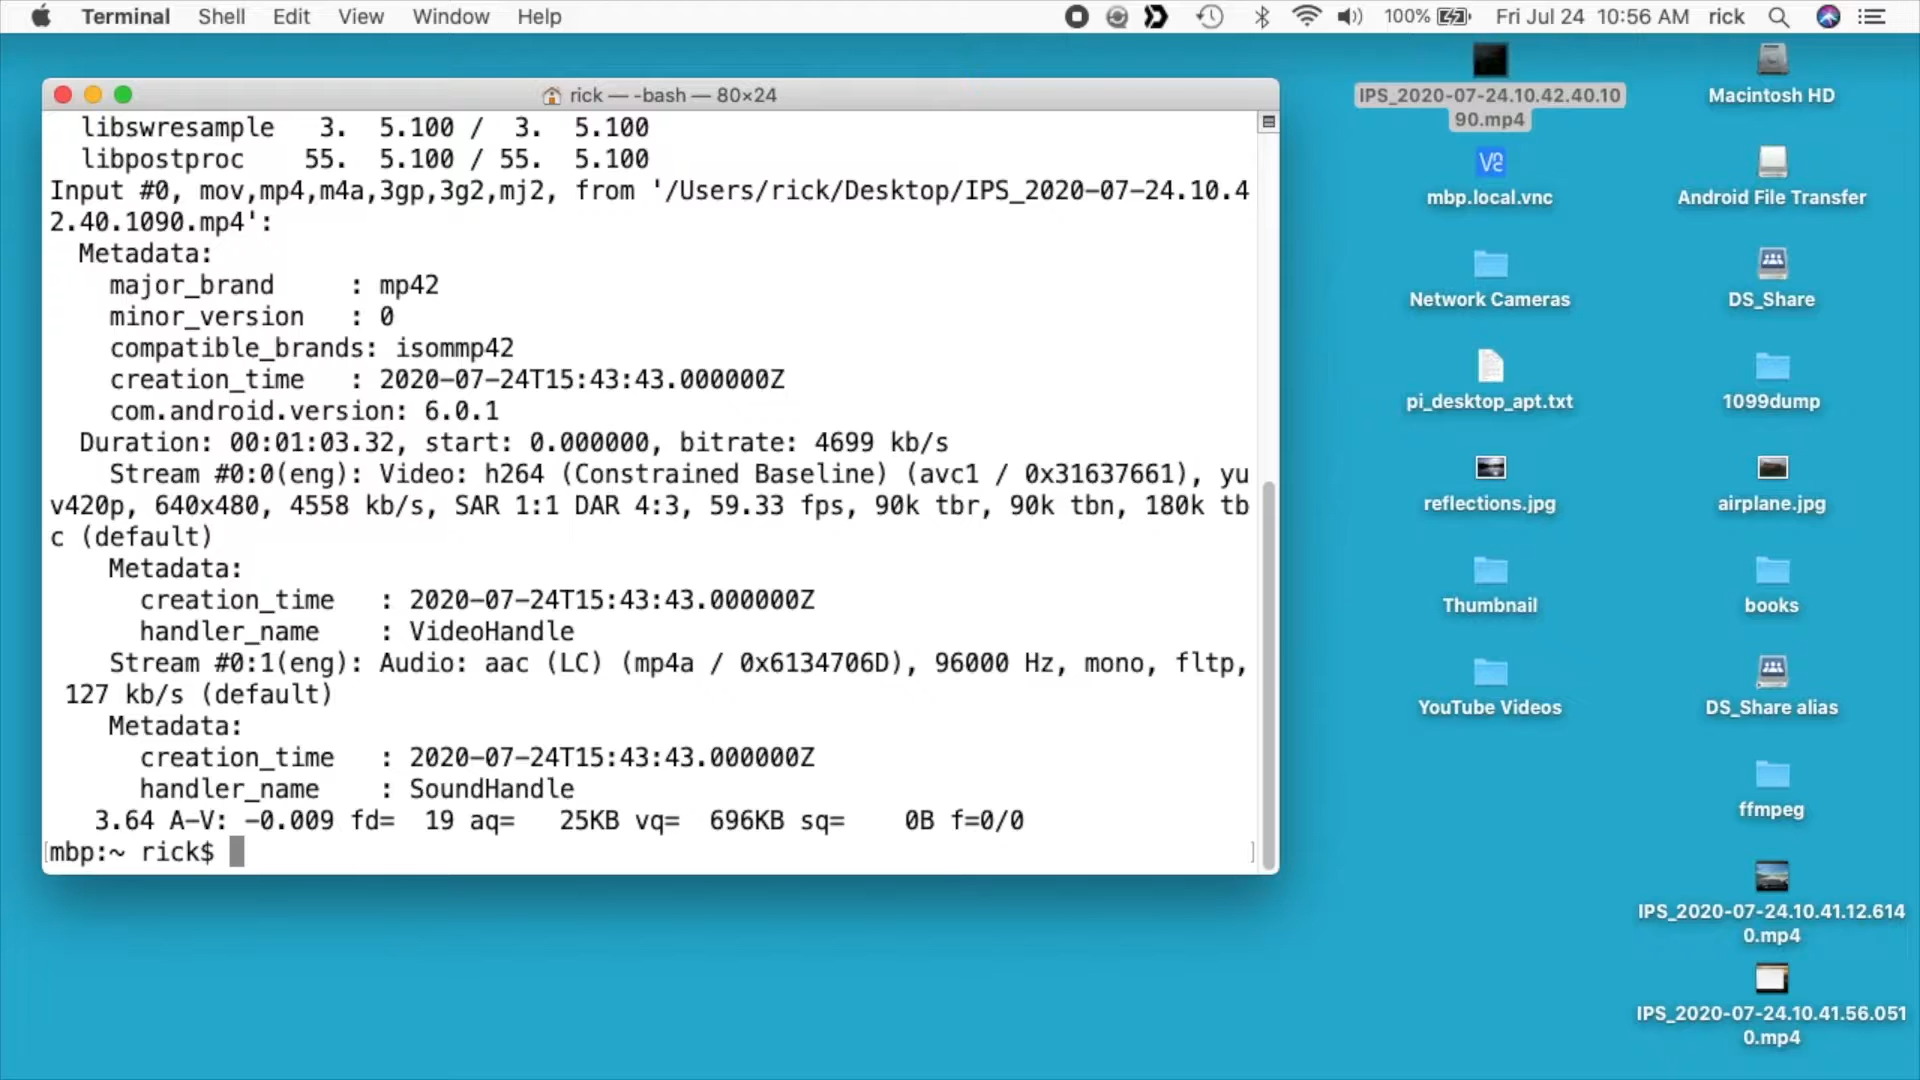 Terminal Shell Edit View Window Help 100% Fri Jul 24 10:56 AM rick
rick — -bash — 80×24
libswresample 3. 5.100 / 3. 5.100
libpostproc 55. 5.100 / 55. 5.100
Input #0, mov,mp4,m4a,3gp,3g2,mj2, from '/Users/rick/Desktop/IPS_2020-07-24.10.4
2.40.1090.mp4':
Metadata:
major_brand : mp42
minor_version : 0
compatible_brands: isommp42
creation_time : 2020-07-24T15:43:43.000000Z
com.android.version: 6.0.1
Duration: 00:01:03.32, start: 0.000000, bitrate: 4699 kb/s
Stream #0:0(eng): Video: h264 (Constrained Baseline) (avc1 / 0x31637661), yu
v420p, 640x480, 4558 kb/s, SAR 1:1 DAR 4:3, 59.33 fps, 90k tbr, 90k tbn, 180k tb
c (default)
Metadata:
creation_time : 2020-07-24T15:43:43.000000Z
handler_name : VideoHandle
Stream #0:1(eng): Audio: aac (LC) (mp4a / 0x6134706D), 96000 Hz, mono, fltp,
127 kb/s (default)
Metadata:
creation_time : 2020-07-24T15:43:43.000000Z
handler_name : SoundHandle
3.64 A-V: -0.009 fd= 19 aq= 25KB vq= 696KB sq= 0B f=0/0
[mbp:~ rick$ ]
IPS_2020-07-24.10.42.40.10
90.mp4
V2
mbp.local.vnc
Network Cameras
pi_desktop_apt.txt
reflections.jpg
Thumbnail
YouTube Videos
Macintosh HD
Android File Transfer
DS_Share
1099dump
airplane.jpg
books
DS_Share alias
ffmpeg
IPS_2020-07-24.10.41.12.614
0.mp4
IPS_2020-07-24.10.41.56.051
0.mp4